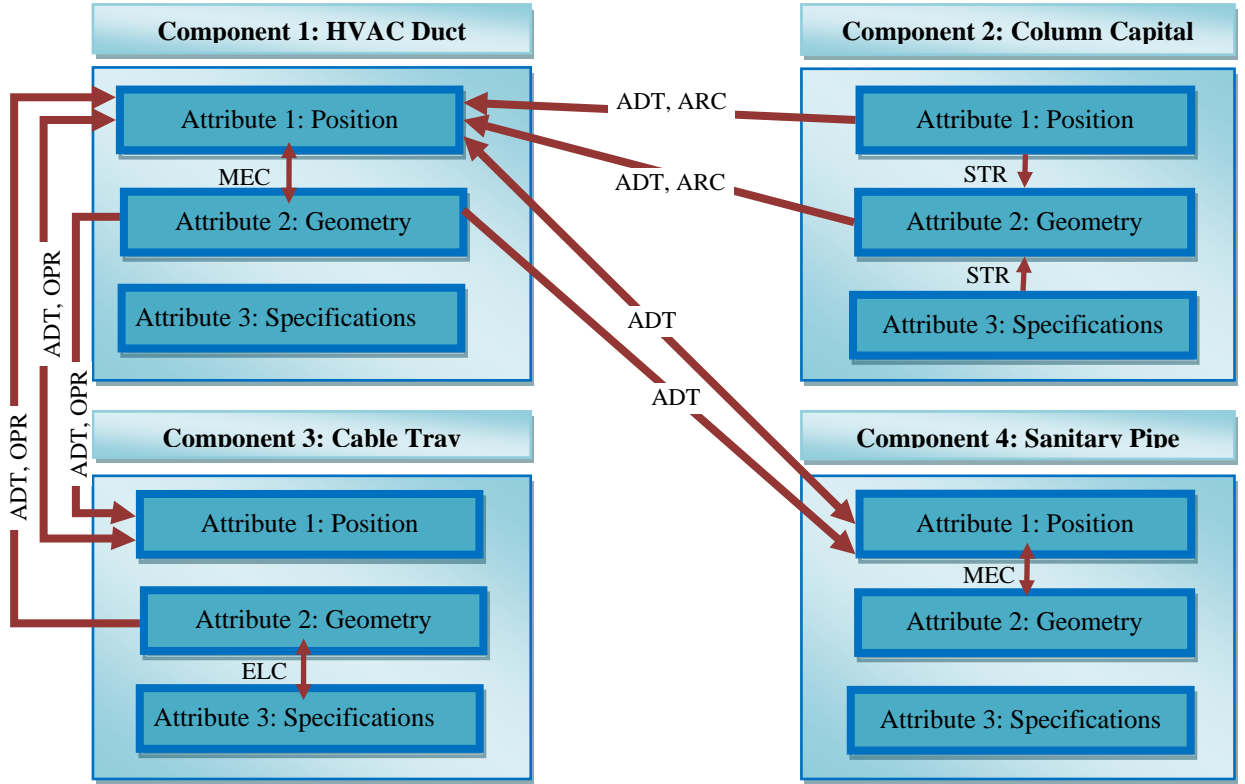 Component 1: HVAC Duct
Attribute 1: Position
MEC
Attribute 2: Geometry
Attribute 3: Specifications
Component 2: Column Capital
Attribute 1: Position
STR
Attribute 2: Geometry
STR
Attribute 3: Specifications
ADT, ARC
ADT, ARC
ADT
ADT
ADT, OPR
ADT, OPR
ADT, OPR
Component 3: Cable Tray
Attribute 1: Position
Attribute 2: Geometry
ELC
Attribute 3: Specifications
Component 4: Sanitary Pipe
Attribute 1: Position
MEC
Attribute 2: Geometry
Attribute 3: Specifications